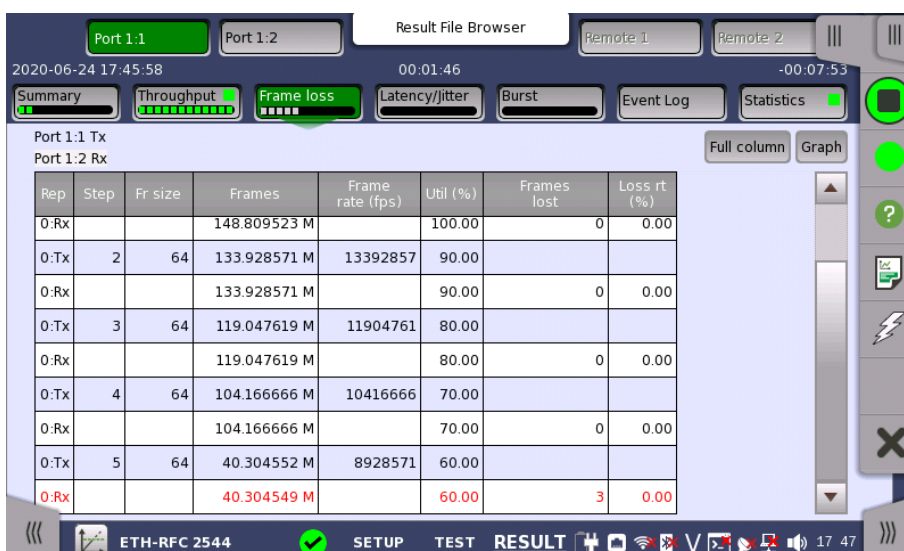 Port 1:1 Port 1:2 Result File Browser Remote 1 Remote 2
2020-06-24 17:45:58 00:01:46 -00:07:53
Summary Throughput Frame loss Latency/Jitter Burst Event Log Statistics
Port 1:1 Tx
Port 1:2 Rx
Full column Graph
Rep Step Fr size Frames Frame rate (fps) Util (%) Frames lost Loss rt (%)
0:Rx 148.809523 M 100.00 0 0.00
0:Tx 2 64 133.928571 M 13392857 90.00
0:Rx 133.928571 M 90.00 0 0.00
0:Tx 3 64 119.047619 M 11904761 80.00
0:Rx 119.047619 M 80.00 0 0.00
0:Tx 4 64 104.166666 M 10416666 70.00
0:Rx 104.166666 M 70.00 0 0.00
0:Tx 5 64 40.304552 M 8928571 60.00
0:Rx 40.304549 M 60.00 3 0.00
ETH-RFC 2544 SETUP TEST RESULT V 17 47